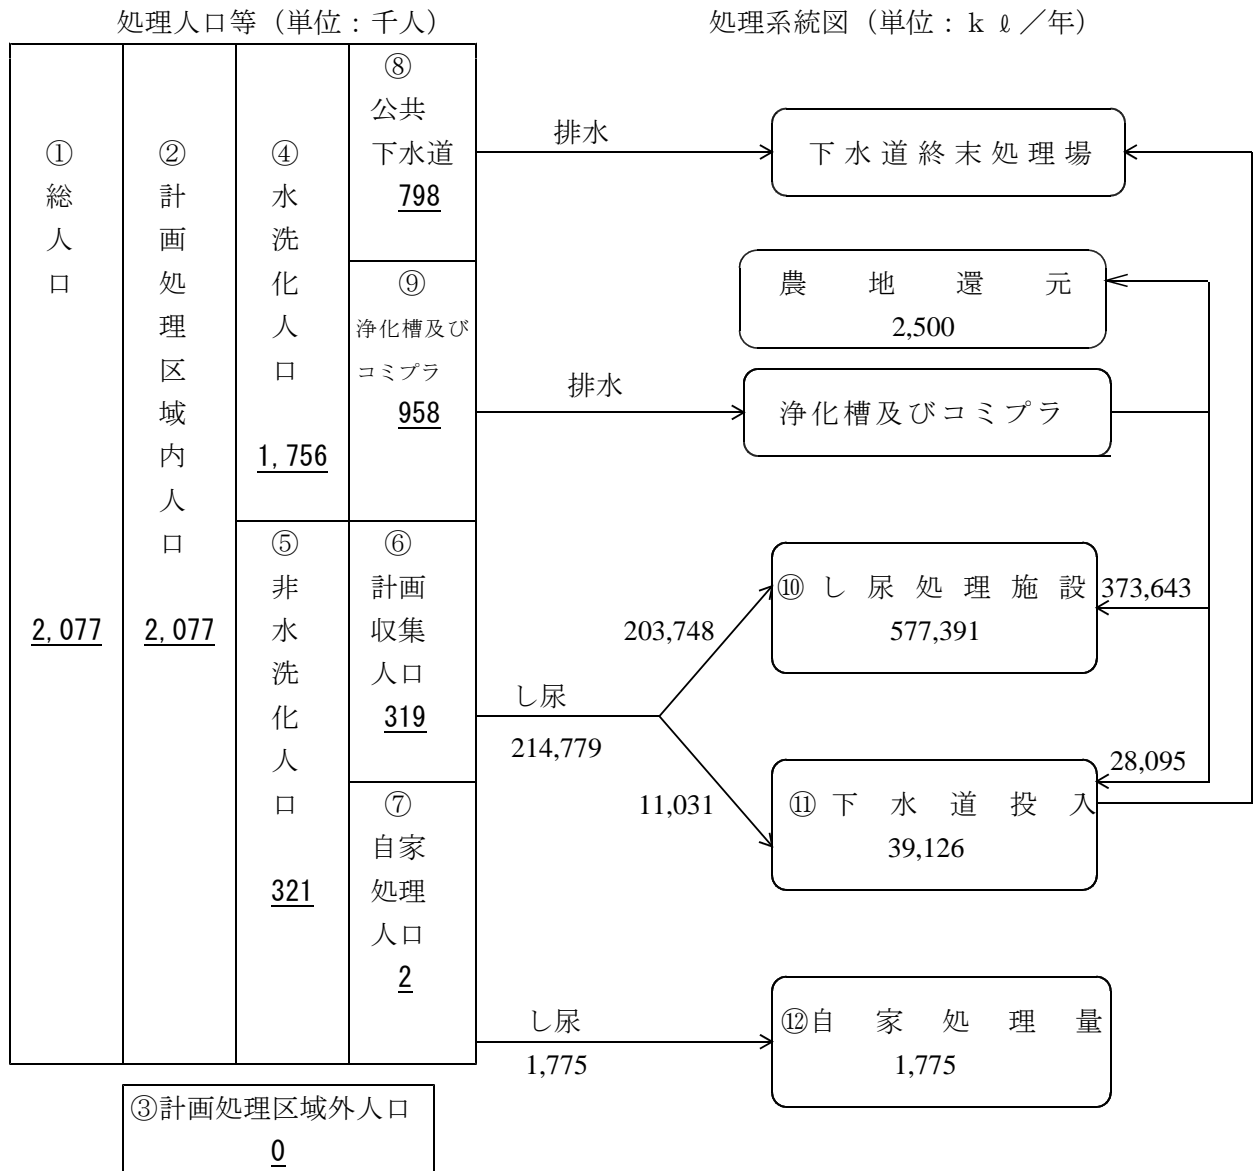 処理人口等（単位：千人）
処理系統図（単位：ｋℓ／年）
①総人口
2,077
②計画処理区域内人口
2,077
④水洗化人口
1,756
⑤非水洗化人口
321
⑧
公共
下水道
798
⑨
浄化槽及び
コミプラ
958
⑥
計画
収集
人口
319
⑦
自家
処理
人口
2
③計画処理区域外人口
0
排水
下水道終末処理場
農地還元
2,500
排水
浄化槽及びコミプラ
し尿
214,779
203,748
11,031
⑩し尿処理施設
577,391
373,643
⑪下水道投入
39,126
28,095
し尿
1,775
⑫自家処理量
1,775